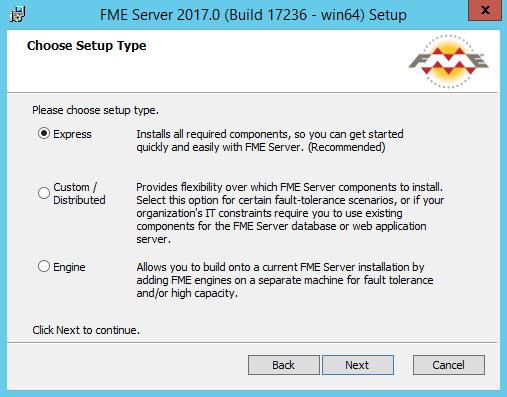 FME Server 2017.0 (Build 17236 - win64) Setup
x
Choose Setup Type
FME
Please choose setup type.
Express
Installs all required components, so you can get started
quickly and easily with FME Server. (Recommended)
Custom /
Distributed
Provides flexibility over which FME Server components to install.
Select this option for certain fault-tolerance scenarios, or if your
organization's IT constraints require you to use existing
components for the FME Server database or web application
server.
Engine
Allows you to build onto a current FME Server installation by
adding FME engines on a separate machine for fault tolerance
and/or high capacity.
Click Next to continue.
Back
Next
Cancel